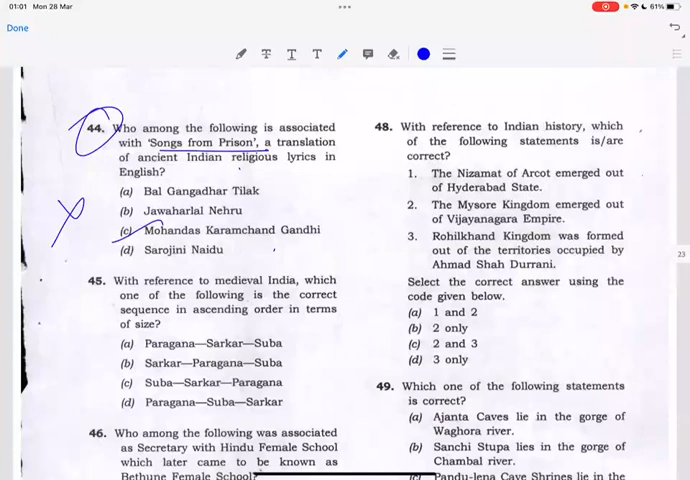 01:01 Mon 28 Mar
61%
Done
44. Who among the following is associated
with 'Songs from Prison', a translation
of ancient Indian religious lyrics in
English?
(a) Bal Gangadhar Tilak
(b) Jawaharlal Nehru
(c) Mohandas Karamchand Gandhi
(d) Sarojini Naidu
45. With reference to medieval India, which
one of the following is the correct
sequence in ascending order in terms
of size?
(a) Paragana—Sarkar—Suba
(b) Sarkar—Paragana—Suba
(c) Suba—Sarkar—Paragana
(d) Paragana—Suba—Sarkar
46. Who among the following was associated
as Secretary with Hindu Female School
which later came to be known as
Bethune Female School?
48. With reference to Indian history, which
of the following statements is/are
correct?
1. The Nizamat of Arcot emerged out
of Hyderabad State.
2. The Mysore Kingdom emerged out
of Vijayanagara Empire.
3. Rohilkhand Kingdom was formed
out of the territories occupied by
Ahmad Shah Durrani.
Select the correct answer using the
code given below.
(a) 1 and 2
(b) 2 only
(c) 2 and 3
(d) 3 only
49. Which one of the following statements
is correct?
(a) Ajanta Caves lie in the gorge of
Waghora river.
(b) Sanchi Stupa lies in the gorge of
Chambal river.
(c) Pandu-lena Cave Shrines lie in the
23